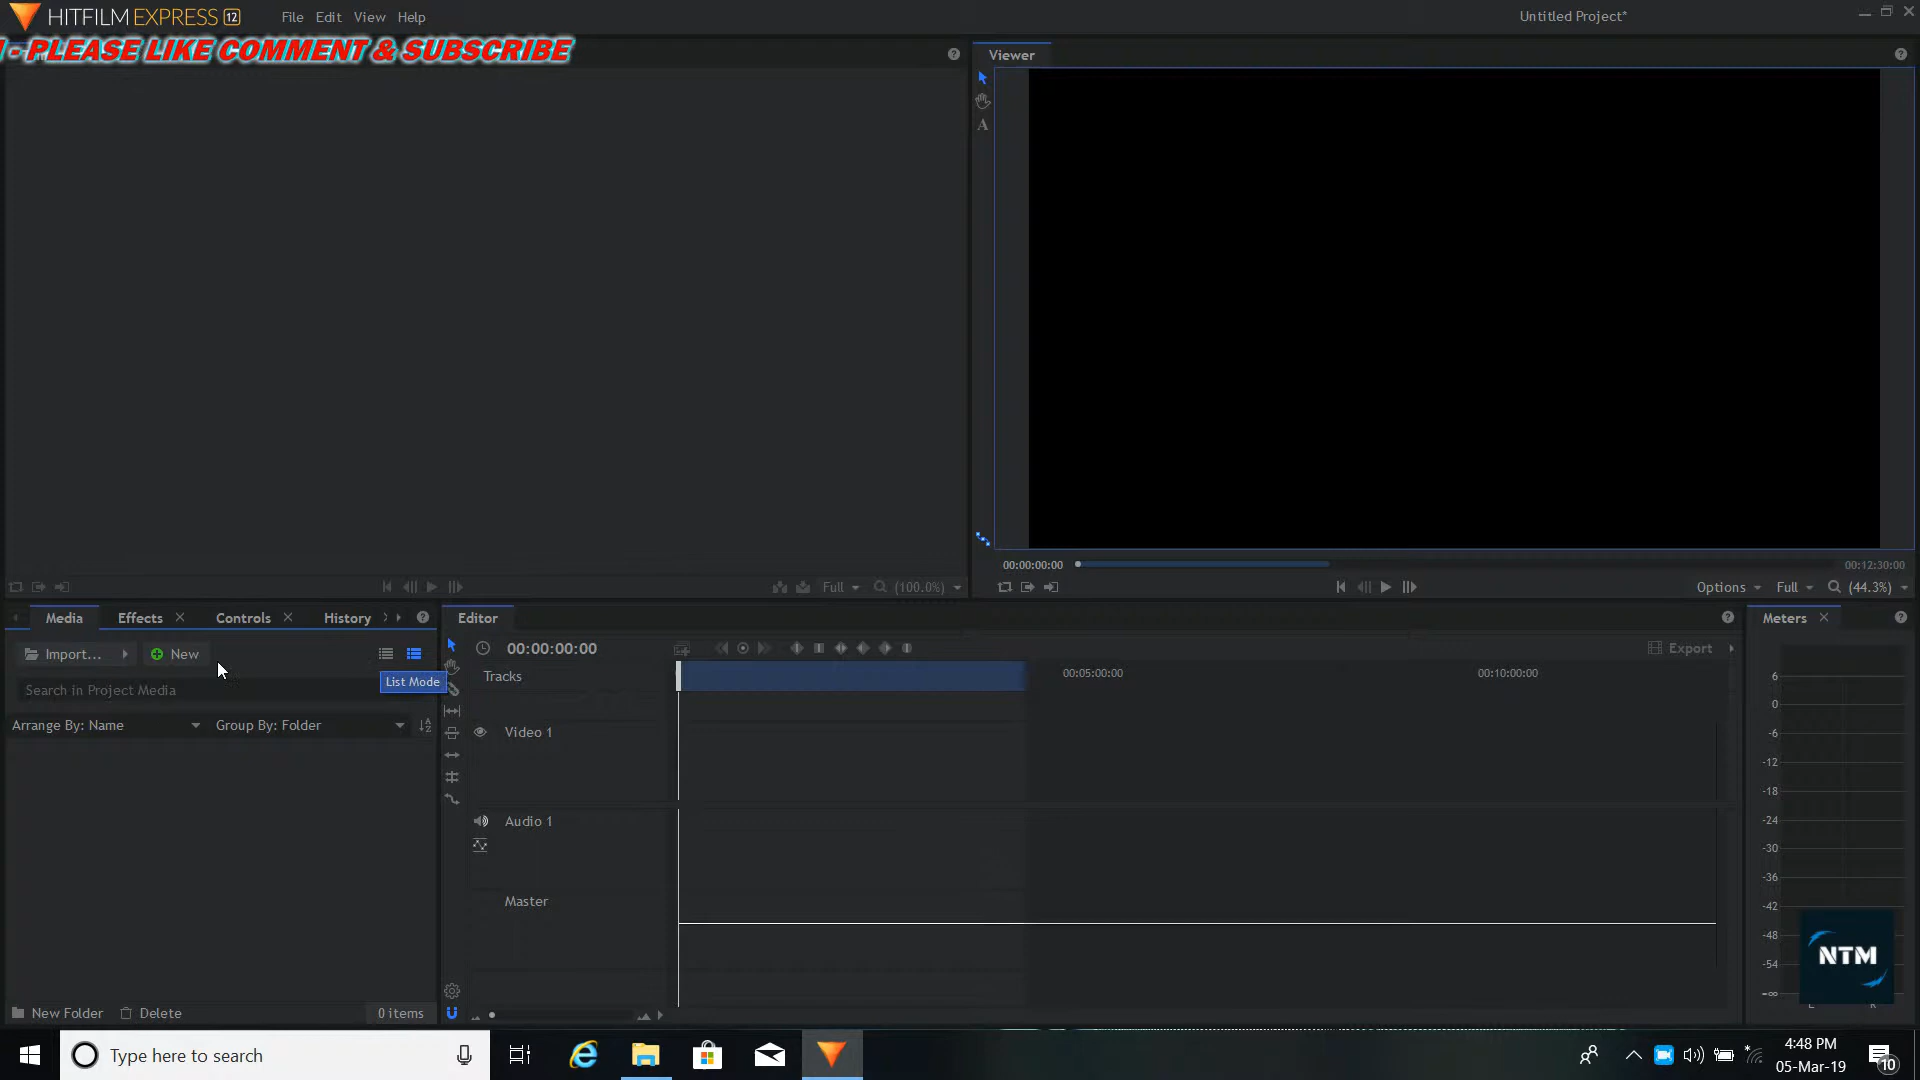 HITFILM EXPRESS 12 File Edit View Help Untitled Project*
- PLEASE LIKE COMMENT & SUBSCRIBE
Viewer
A
00:00:00:00 00:12:30:00
Full (100.0%) Options Full (44.3%)
Media Effects Controls History Editor Meters
Import... New 00:00:00:00 Export
List Mode Tracks 00:05:00:00 00:10:00:00
Search in Project Media
Arrange By: Name Group By: Folder
Video 1
Audio 1
Master
6
0
-6
-12
-18
-24
-30
-36
-42
-48
-54
-∞
L R
NTM
New Folder Delete 0 items
Type here to search
4:48 PM
05-Mar-19
10